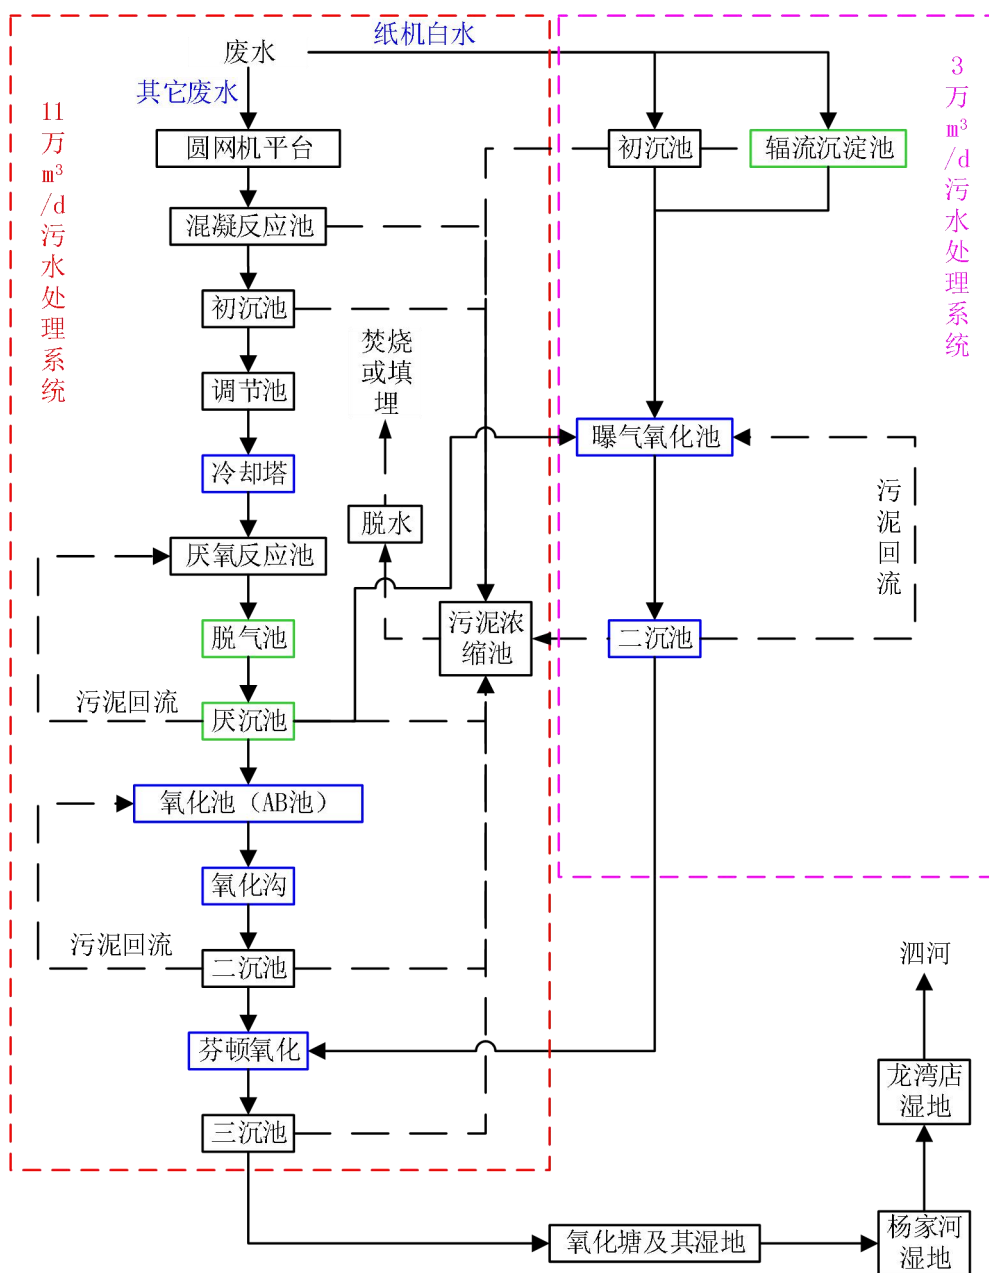 纸机白水
废水
其它废水
11
万
m³
/d
污
水
处
理
系
统
3
万
m³
/d
污
水
处
理
系
统
圆网机平台
初沉池
辐流沉淀池
混凝反应池
初沉池
焚烧
或填
埋
调节池
曝气氧化池
冷却塔
污
泥
回
流
脱水
厌氧反应池
污泥浓
缩池
脱气池
二沉池
污泥回流
厌沉池
氧化池（AB池）
氧化沟
污泥回流
二沉池
泗河
芬顿氧化
龙湾店
湿地
三沉池
氧化塘及其湿地
杨家河
湿地